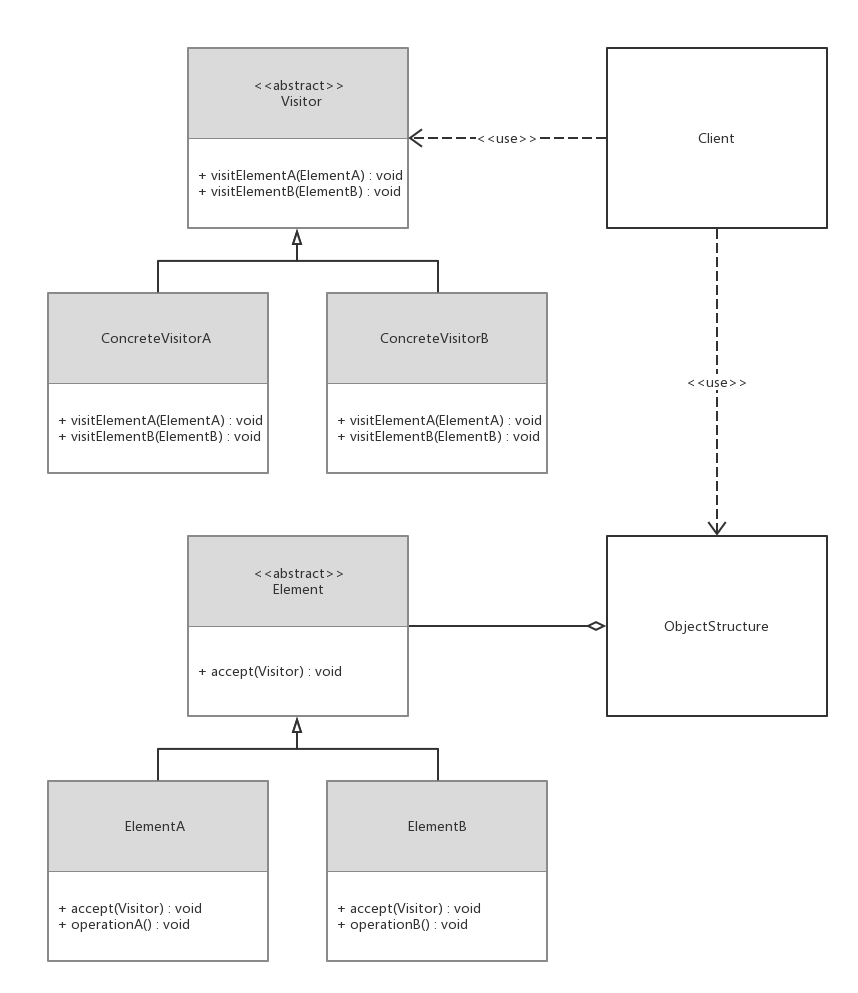 <<abstract>>
Visitor
+ visitElementA(ElementA) : void
+ visitElementB(ElementB) : void
<<use>>
Client
ConcreteVisitorA
+ visitElementA(ElementA) : void
+ visitElementB(ElementB) : void
ConcreteVisitorB
+ visitElementA(ElementA) : void
+ visitElementB(ElementB) : void
<<use>>
<<abstract>>
Element
+ accept(Visitor) : void
ObjectStructure
ElementA
+ accept(Visitor) : void
+ operationA() : void
ElementB
+ accept(Visitor) : void
+ operationB() : void